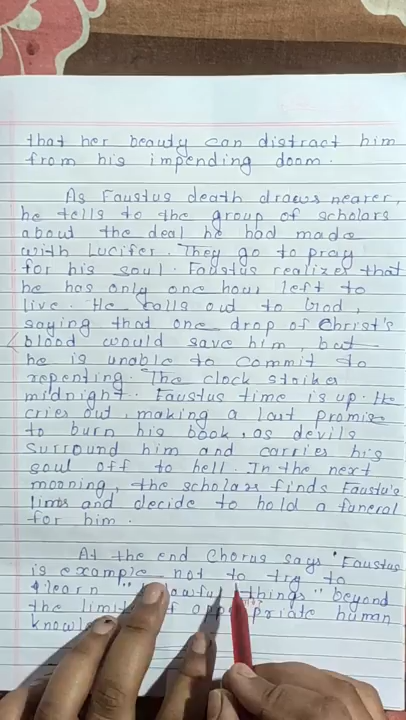 that her beauty can distract him
from his impending doom.
As Faustus death draws nearer,
he tells to the group of scholars
about the deal he had made
with Lucifer. They go to pray
for his soul. Faustus realizes that
he has only one hour left to
live. He calls out to God,
saying that one drop of Christ's
blood would save him, but
he is unable to commit to
repenting. The clock strikes
midnight. Faustus time is up. He
cries out, making a last promise
to burn his book, as devils
surround him and carries his
soul off to hell. In the next
mooning, the scholars finds Fausta's
limbs and decide to hold a funeral
for him.
At the end Chorus says "Faustus
is example not to try to
learn things" beyond
the human